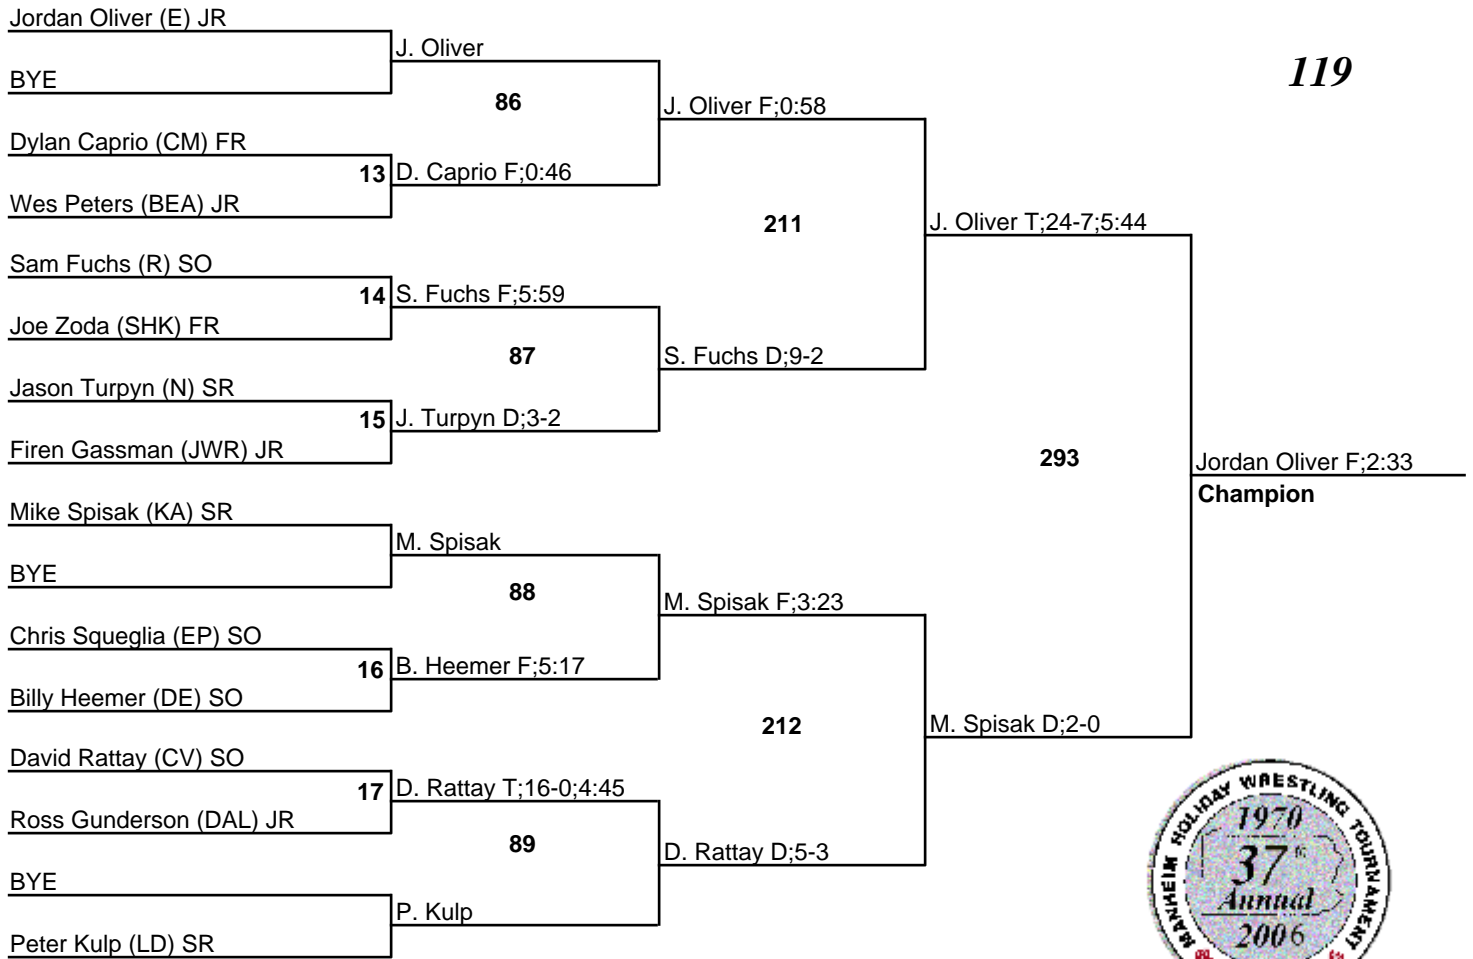 119
Jordan Oliver (E) JR
BYE
Dylan Caprio (CM) FR
Wes Peters (BEA) JR
Sam Fuchs (R) SO
Joe Zoda (SHK) FR
Jason Turpyn (N) SR
Firen Gassman (JWR) JR
Mike Spisak (KA) SR
BYE
Chris Squeglia (EP) SO
Billy Heemer (DE) SO
David Rattay (CV) SO
Ross Gunderson (DAL) JR
BYE
Peter Kulp (LD) SR
J. Oliver
13 D. Caprio F;0:46
14 S. Fuchs F;5:59
15 J. Turpyn D;3-2
M. Spisak
16 B. Heemer F;5:17
17 D. Rattay T;16-0;4:45
P. Kulp
86
87
88
89
J. Oliver F;0:58
S. Fuchs D;9-2
M. Spisak F;3:23
D. Rattay D;5-3
211
212
J. Oliver T;24-7;5:44
M. Spisak D;2-0
293
Jordan Oliver F;2:33
Champion
MANHEIM HOLIDAY WRESTLING TOURNAMENT
1970
37
Annual
2006